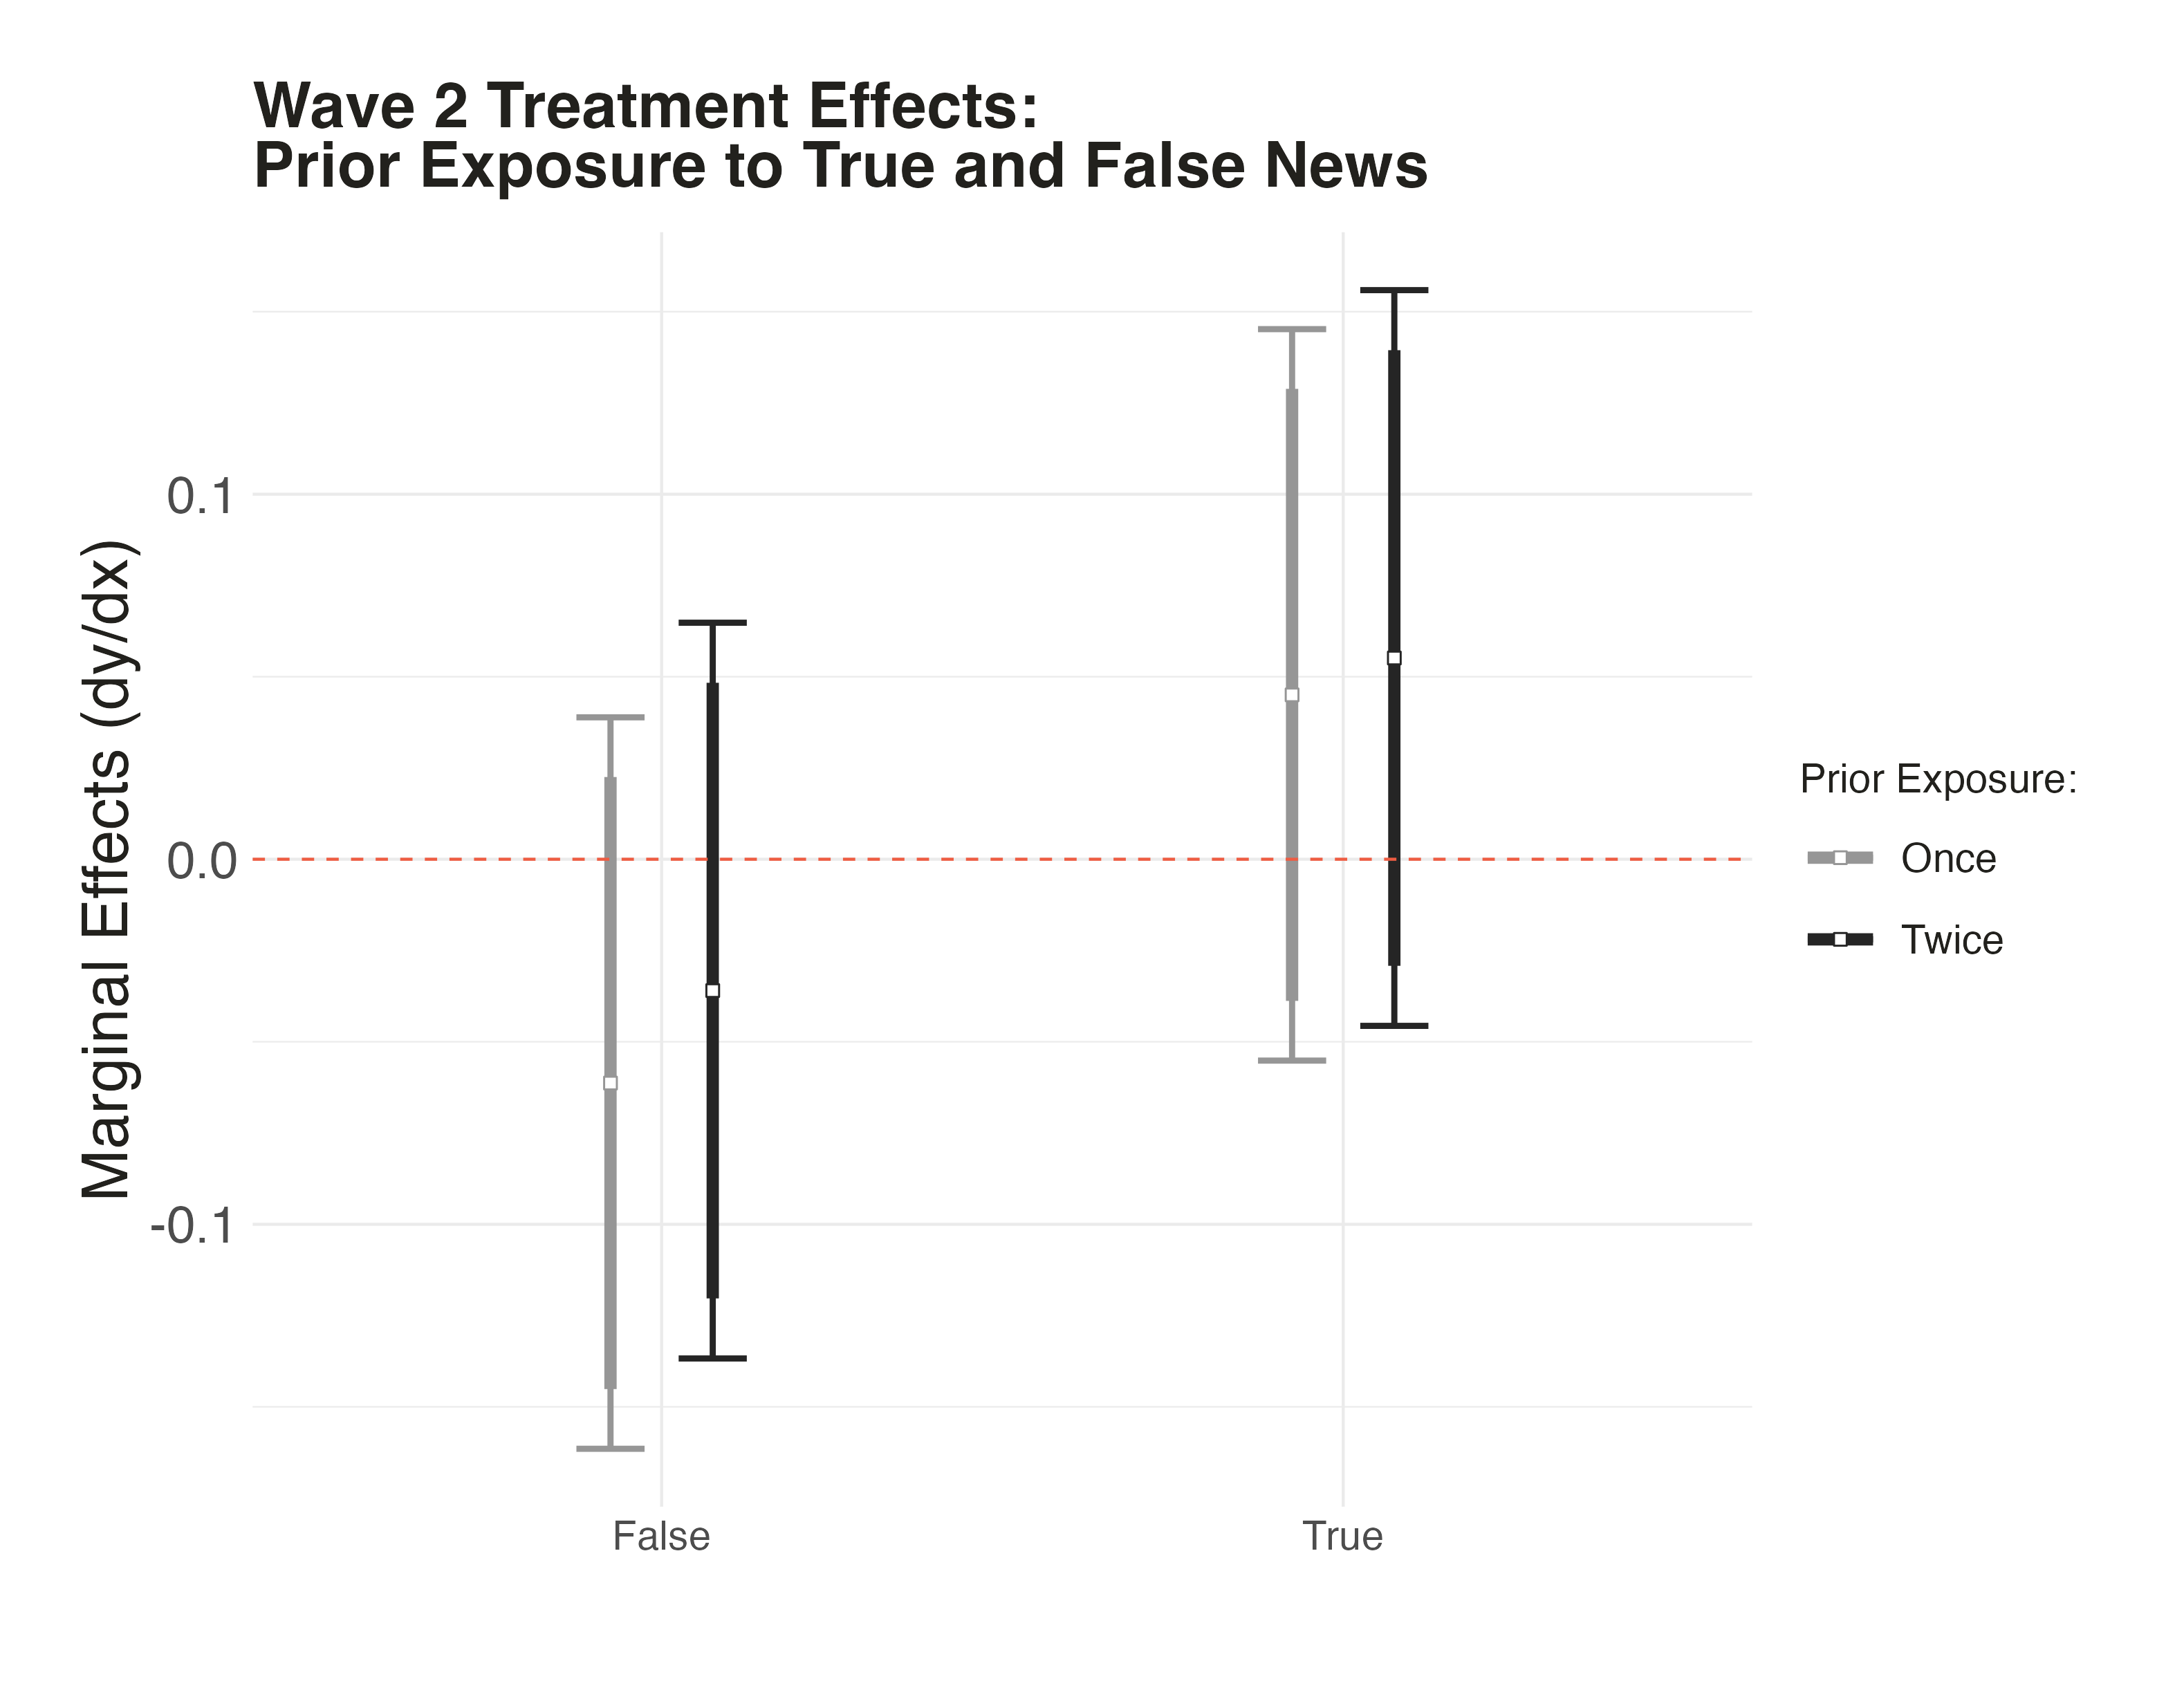 Wave 2 Treatment Effects:
Prior Exposure to True and False News
Marginal Effects (dy/dx)
0.1
0.0
-0.1
False
True
Prior Exposure:
Once
Twice